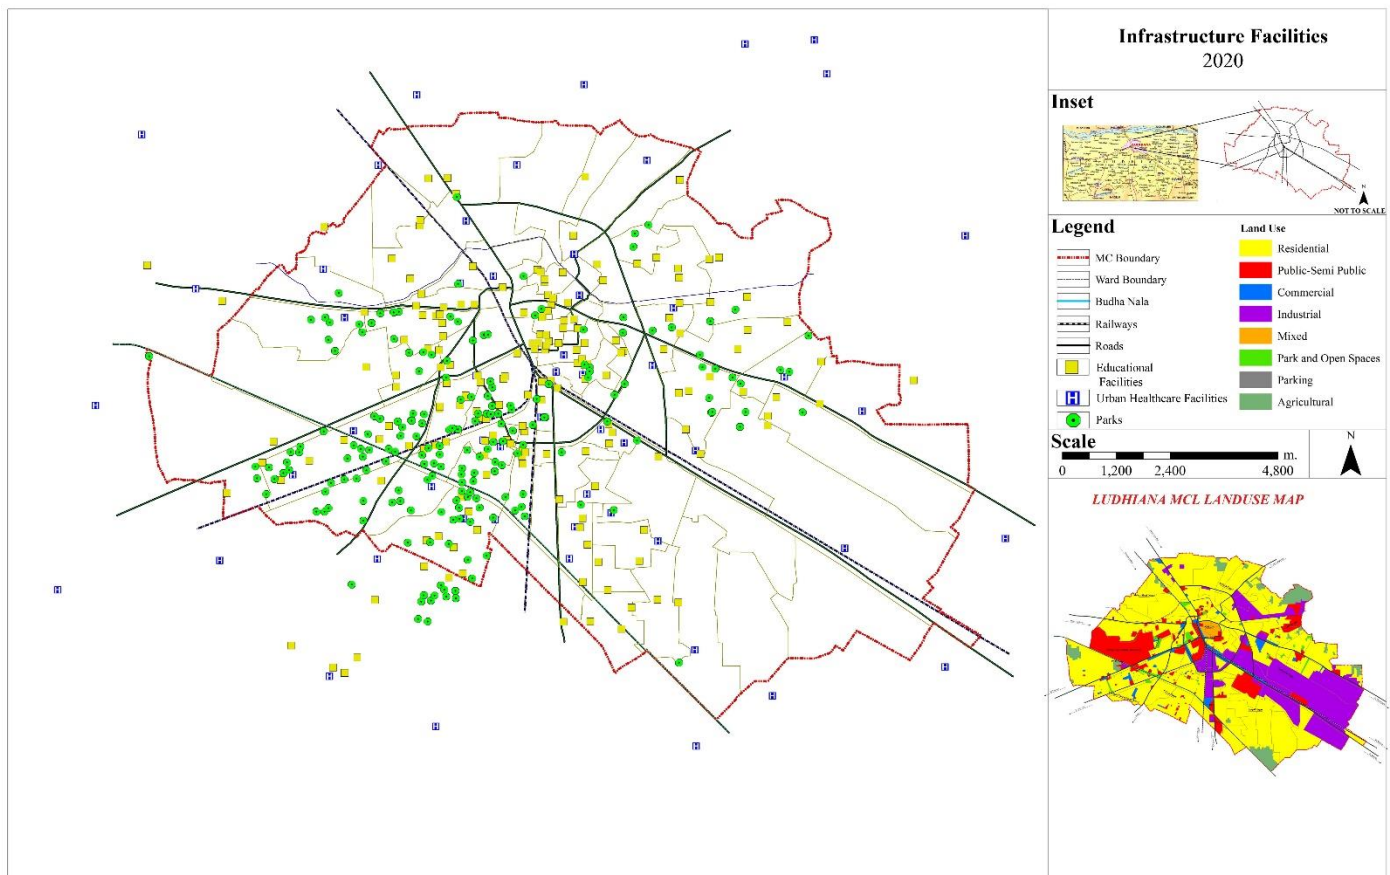 Infrastructure Facilities
2020
Inset
N
NOT TO SCALE
Legend
MC Boundary
Ward Boundary
Budha Nala
Railways
Roads
Educational
Facilities
Urban Healthcare Facilities
Parks
Land Use
Residential
Public-Semi Public
Commercial
Industrial
Mixed
Park and Open Spaces
Parking
Agricultural
Scale
m.
0 1,200 2,400 4,800
N
LUDHIANA MCL LANDUSE MAP